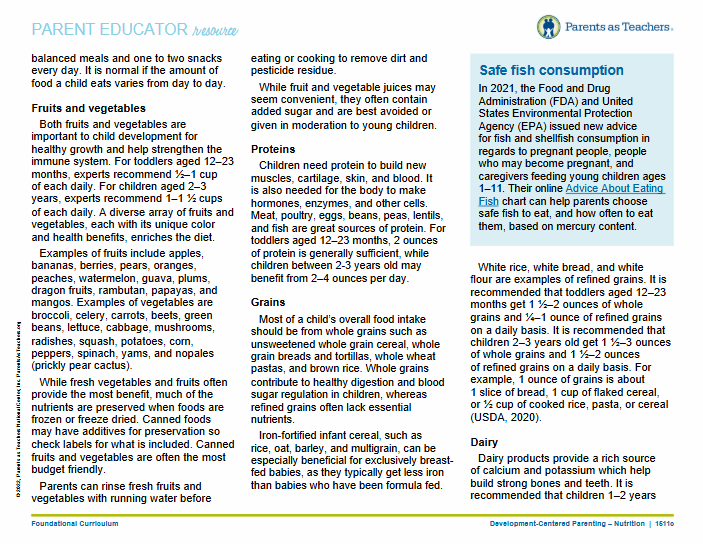 PARENT EDUCATOR resource
Parents as Teachers®
balanced meals and one to two snacks
every day. It is normal if the amount of
food a child eats varies from day to day.
Fruits and vegetables
Both fruits and vegetables are
important to child development for
healthy growth and help strengthen the
immune system. For toddlers aged 12–23
months, experts recommend ½–1 cup
of each daily. For children aged 2–3
years, experts recommend 1–1 ½ cups
of each daily. A diverse array of fruits and
vegetables, each with its unique color
and health benefits, enriches the diet.
Examples of fruits include apples,
bananas, berries, pears, oranges,
peaches, watermelon, guava, plums,
dragon fruits, rambutan, papayas, and
mangos. Examples of vegetables are
broccoli, celery, carrots, beets, green
beans, lettuce, cabbage, mushrooms,
radishes, squash, potatoes, corn,
peppers, spinach, yams, and nopales
(prickly pear cactus).
While fresh vegetables and fruits often
provide the most benefit, much of the
nutrients are preserved when foods are
frozen or freeze dried. Canned foods
may have additives for preservation so
check labels for what is included. Canned
fruits and vegetables are often the most
budget friendly.
Parents can rinse fresh fruits and
vegetables with running water before
eating or cooking to remove dirt and
pesticide residue.
While fruit and vegetable juices may
seem convenient, they often contain
added sugar and are best avoided or
given in moderation to young children.
Proteins
Children need protein to build new
muscles, cartilage, skin, and blood. It
is also needed for the body to make
hormones, enzymes, and other cells.
Meat, poultry, eggs, beans, peas, lentils,
and fish are great sources of protein. For
toddlers aged 12–23 months, 2 ounces
of protein is generally sufficient, while
children between 2-3 years old may
benefit from 2–4 ounces per day.
Grains
Most of a child's overall food intake
should be from whole grains such as
unsweetened whole grain cereal, whole
grain breads and tortillas, whole wheat
pastas, and brown rice. Whole grains
contribute to healthy digestion and blood
sugar regulation in children, whereas
refined grains often lack essential
nutrients.
Iron-fortified infant cereal, such as
rice, oat, barley, and multigrain, can be
especially beneficial for exclusively breast-
fed babies, as they typically get less iron
than babies who have been formula fed.
Safe fish consumption
In 2021, the Food and Drug
Administration (FDA) and United
States Environmental Protection
Agency (EPA) issued new advice
for fish and shellfish consumption in
regards to pregnant people, people
who may become pregnant, and
caregivers feeding young children ages
1–11. Their online Advice About Eating
Fish chart can help parents choose
safe fish to eat, and how often to eat
them, based on mercury content.
White rice, white bread, and white
flour are examples of refined grains. It is
recommended that toddlers aged 12–23
months get 1 ½–2 ounces of whole
grains and ¼–1 ounce of refined grains
on a daily basis. It is recommended that
children 2–3 years old get 1 ½–3 ounces
of whole grains and 1 ½–2 ounces
of refined grains on a daily basis. For
example, 1 ounce of grains is about
1 slice of bread, 1 cup of flaked cereal,
or ½ cup of cooked rice, pasta, or cereal
(USDA, 2020).
Dairy
Dairy products provide a rich source
of calcium and potassium which help
build strong bones and teeth. It is
recommended that children 1–2 years
© 2022, Parents as Teachers National Center, Inc. ParentsAsTeachers.org
Foundational Curriculum
Development-Centered Parenting – Nutrition | 1511o